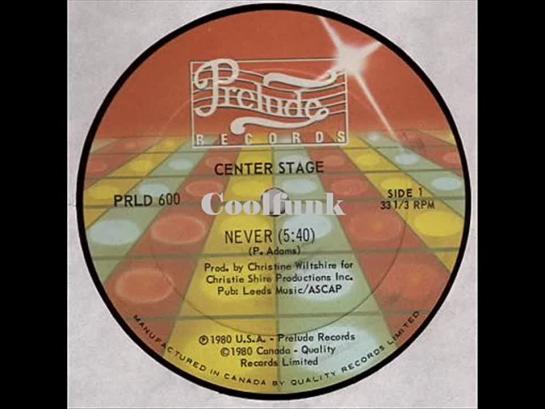 Prelude
RECORDS
CENTER STAGE
PRLD 600
SIDE 1
33 1/3 RPM
Coolfunk
NEVER (5:40)
(P. Adams)
Prod. by Christine Wiltshire for
Christie Shire Productions Inc.
Pub: Leeds Music/ASCAP
℗1980 U.S.A. - Prelude Records
©1980 Canada - Quality
Records Limited
MANUFACTURED IN CANADA BY QUALITY RECORDS LIMITED